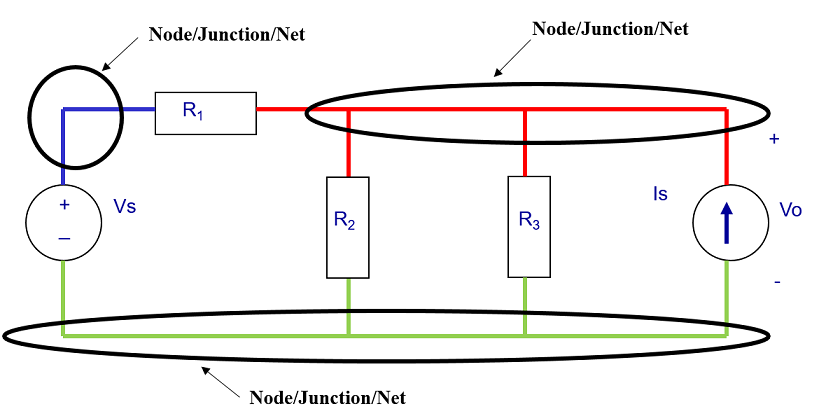 Node/Junction/Net
Node/Junction/Net
R1
+
Vs
–
R2
R3
Is
+
Vo
-
Node/Junction/Net